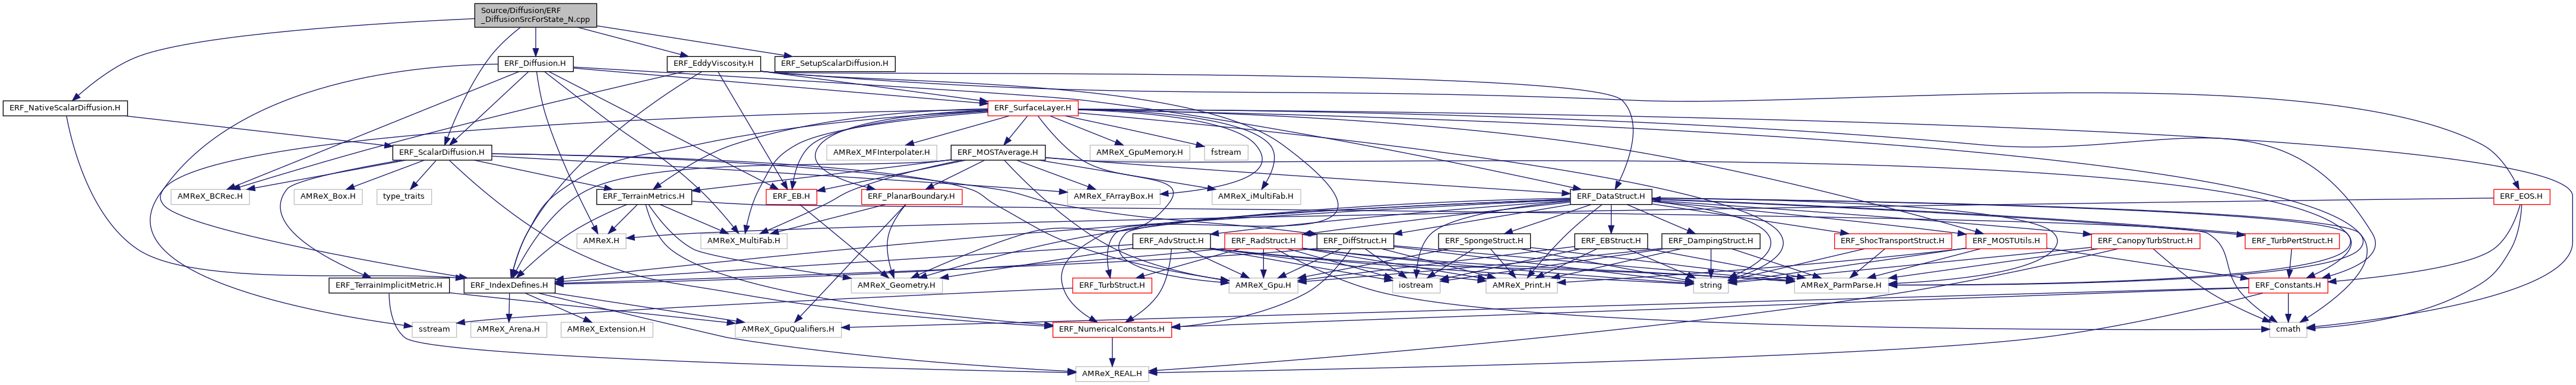 Source/Diffusion/ERF
_DiffusionSrcForState_N.cpp
ERF_Diffusion.H
ERF_EddyViscosity.H
ERF_SetupScalarDiffusion.H
ERF_NativeScalarDiffusion.H
ERF_SurfaceLayer.H
ERF_ScalarDiffusion.H
AMReX_MFInterpolater.H
ERF_MOSTAverage.H
AMReX_GpuMemory.H
fstream
AMReX_BCRec.H
AMReX_Box.H
type_traits
ERF_TerrainMetrics.H
ERF_EB.H
ERF_PlanarBoundary.H
AMReX_FArrayBox.H
AMReX_iMultiFab.H
ERF_DataStruct.H
ERF_EOS.H
AMReX.H
AMReX_MultiFab.H
ERF_AdvStruct.H
ERF_RadStruct.H
ERF_DiffStruct.H
ERF_SpongeStruct.H
ERF_EBStruct.H
ERF_DampingStruct.H
ERF_ShocTransportStruct.H
ERF_MOSTUtils.H
ERF_CanopyTurbStruct.H
ERF_TurbPertStruct.H
ERF_TerrainImplicitMetric.H
ERF_IndexDefines.H
AMReX_Geometry.H
ERF_TurbStruct.H
AMReX_Gpu.H
iostream
AMReX_Print.H
string
AMReX_ParmParse.H
ERF_Constants.H
sstream
AMReX_Arena.H
AMReX_Extension.H
AMReX_GpuQualifiers.H
ERF_NumericalConstants.H
cmath
AMReX_REAL.H